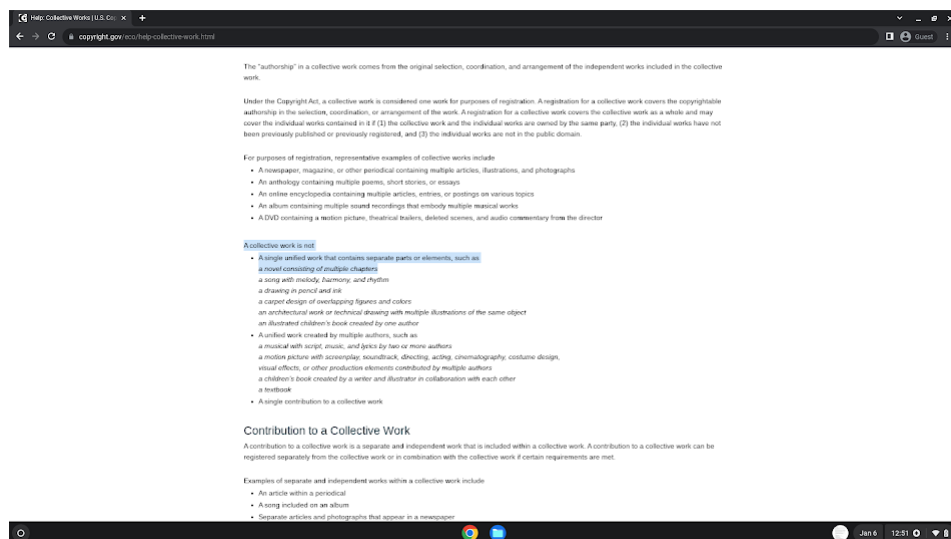 Help: Collective Works | U.S. Co
copyright.gov/eco/help-collective-work.html
Guest
The "authorship" in a collective work comes from the original selection, coordination, and arrangement of the independent works included in the collective
work.
Under the Copyright Act, a collective work is considered one work for purposes of registration. A registration for a collective work covers the copyrightable
authorship in the selection, coordination, or arrangement of the work. A registration for a collective work covers the collective work as a whole and may
cover the individual works contained in it if (1) the collective work and the individual works are owned by the same party, (2) the individual works have not
been previously published or previously registered, and (3) the individual works are not in the public domain.
For purposes of registration, representative examples of collective works include
• A newspaper, magazine, or other periodical containing multiple articles, illustrations, and photographs
• An anthology containing multiple poems, short stories, or essays
• An online encyclopedia containing multiple articles, entries, or postings on various topics
• An album containing multiple sound recordings that embody multiple musical works
• A DVD containing a motion picture, theatrical trailers, deleted scenes, and audio commentary from the director
A collective work is not
• A single unified work that contains separate parts or elements, such as
a novel consisting of multiple chapters
a song with melody, harmony, and rhythm
a drawing in pencil and ink
a carpet design of overlapping figures and colors
an architectural work or technical drawing with multiple illustrations of the same object
an illustrated children's book created by one author
• A unified work created by multiple authors, such as
a musical with script, music, and lyrics by two or more authors
a motion picture with screenplay, soundtrack, directing, acting, cinematography, costume design,
visual effects, or other production elements contributed by multiple authors
a children's book created by a writer and illustrator in collaboration with each other
a textbook
• A single contribution to a collective work
Contribution to a Collective Work
A contribution to a collective work is a separate and independent work that is included within a collective work. A contribution to a collective work can be
registered separately from the collective work or in combination with the collective work if certain requirements are met.
Examples of separate and independent works within a collective work include
• An article within a periodical
• A song included on an album
• Separate articles and photographs that appear in a newspaper
Jan 6
12:51